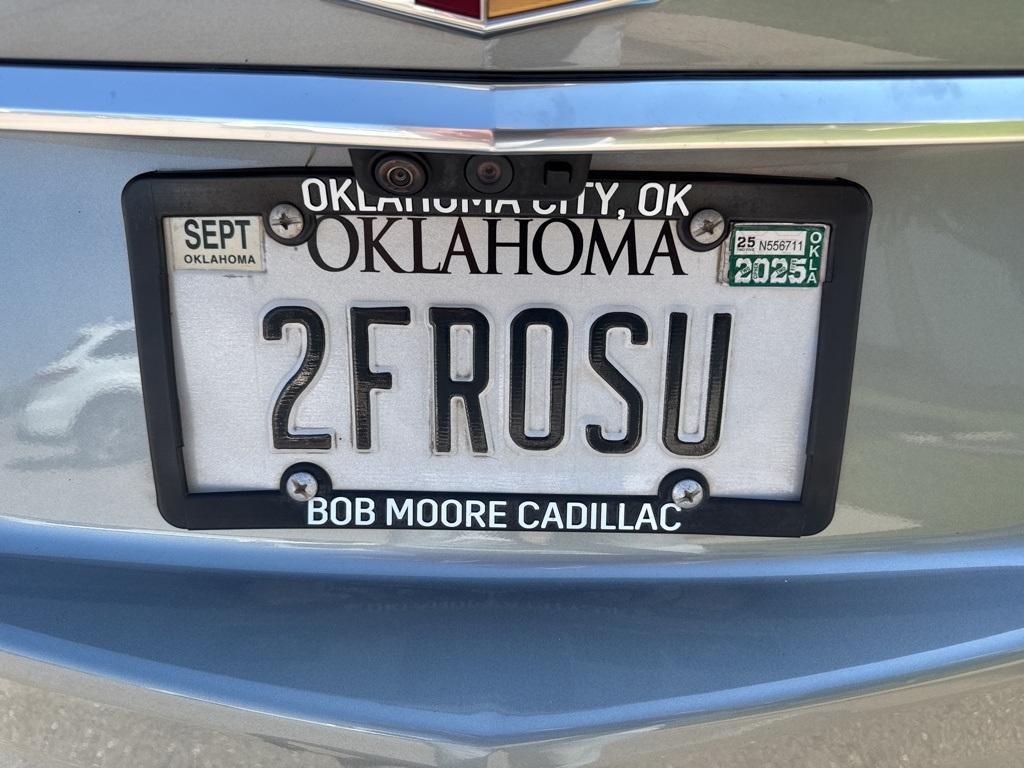 OKLAHOMA CITY, OK
SEPT
OKLAHOMA
OKLAHOMA
25 N556711
2025
OKLA
2FROSU
BOB MOORE CADILLAC